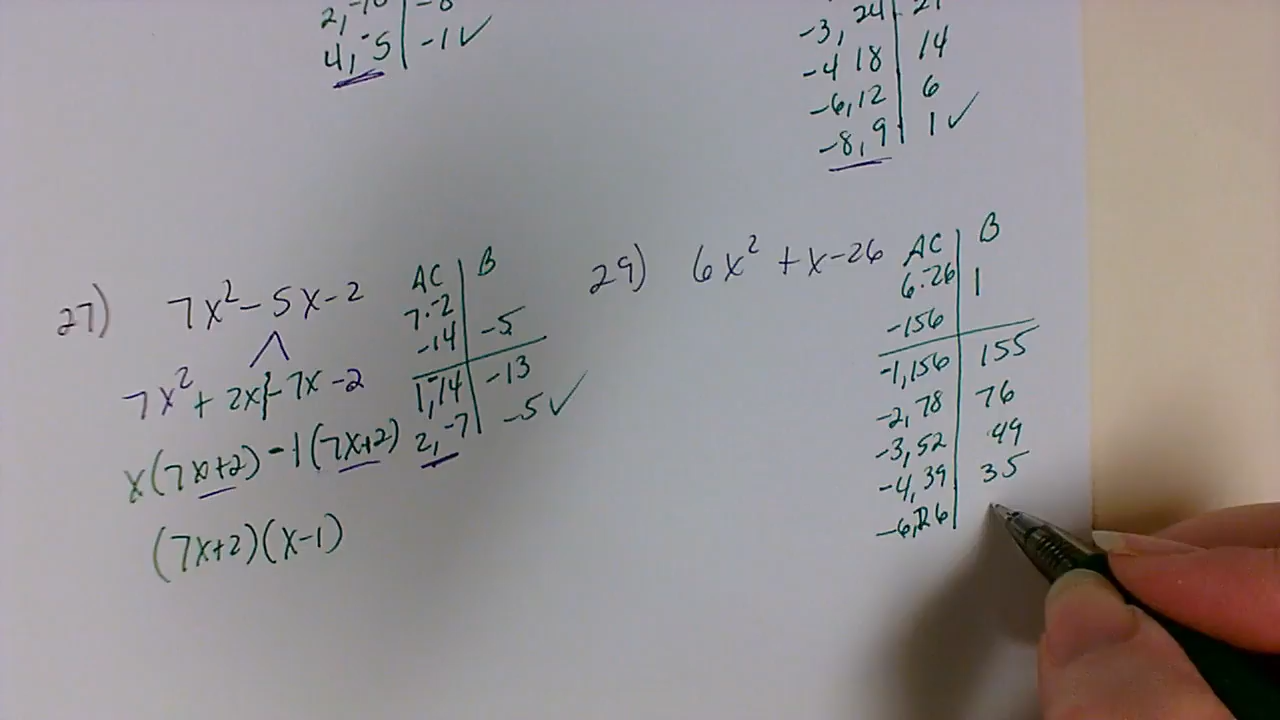 2,-10 | -8
4,-5 | -1 ✓
-3, 24 | 21
-4 18 | 14
-6,12 | 6
-8,9 | 1 ✓
27) 7x² - 5x - 2
7x² + 2x - 7x - 2
x(7x+2) - 1(7x+2)
(7x+2)(x-1)
AC | B
7·-2
-14 | -5
1,-14 | -13
2,-7 | -5 ✓
29) 6x² + x - 26
AC | B
6·26 | 1
-156
-1,156 | 155
-2,78 | 76
-3,52 | 49
-4,39 | 35
-6,26